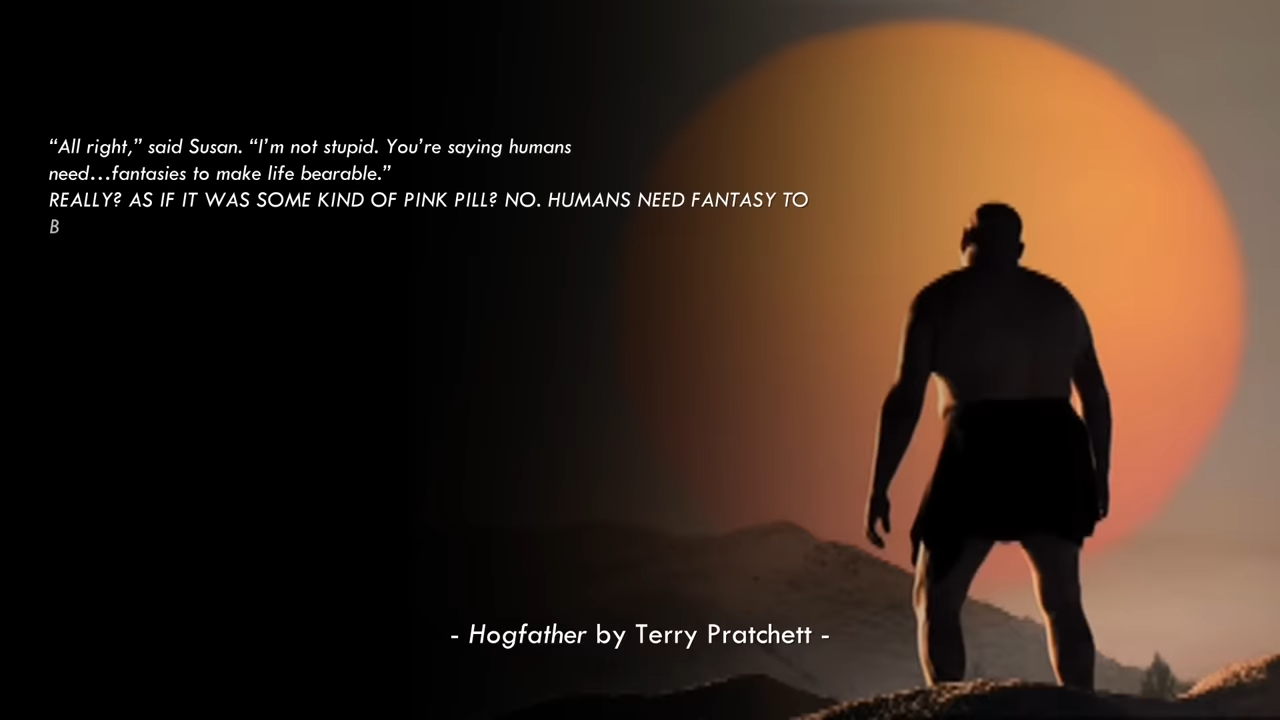 “All right,” said Susan. “I’m not stupid. You’re saying humans
need…fantasies to make life bearable.”
REALLY? AS IF IT WAS SOME KIND OF PINK PILL? NO. HUMANS NEED FANTASY TO
B
- Hogfather by Terry Pratchett -